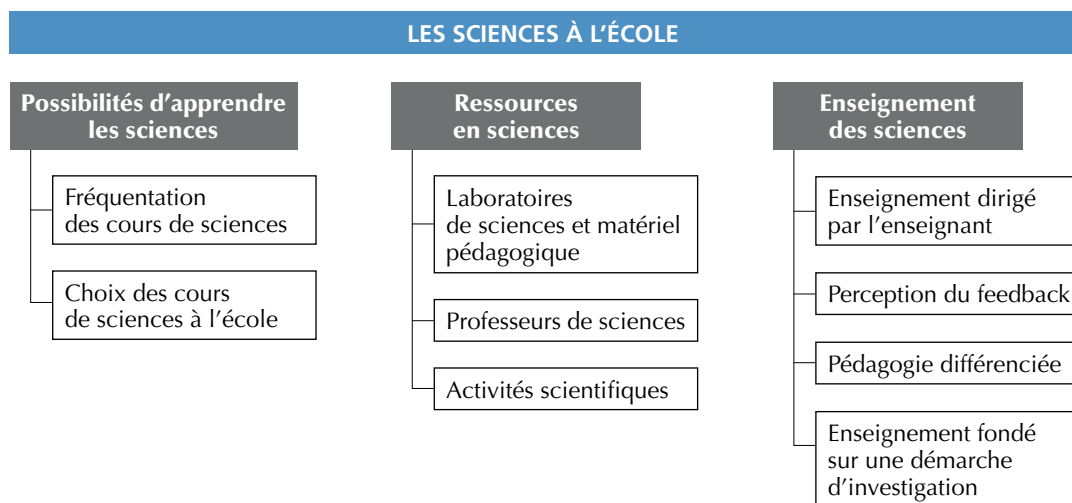 LES SCIENCES À L’ÉCOLE
Possibilités d’apprendre
les sciences
Fréquentation
des cours de sciences
Choix des cours
de sciences à l’école
Ressources
en sciences
Laboratoires
de sciences et matériel
pédagogique
Professeurs de sciences
Activités scientifiques
Enseignement
des sciences
Enseignement dirigé
par l’enseignant
Perception du feedback
Pédagogie différenciée
Enseignement fondé
sur une démarche
d’investigation